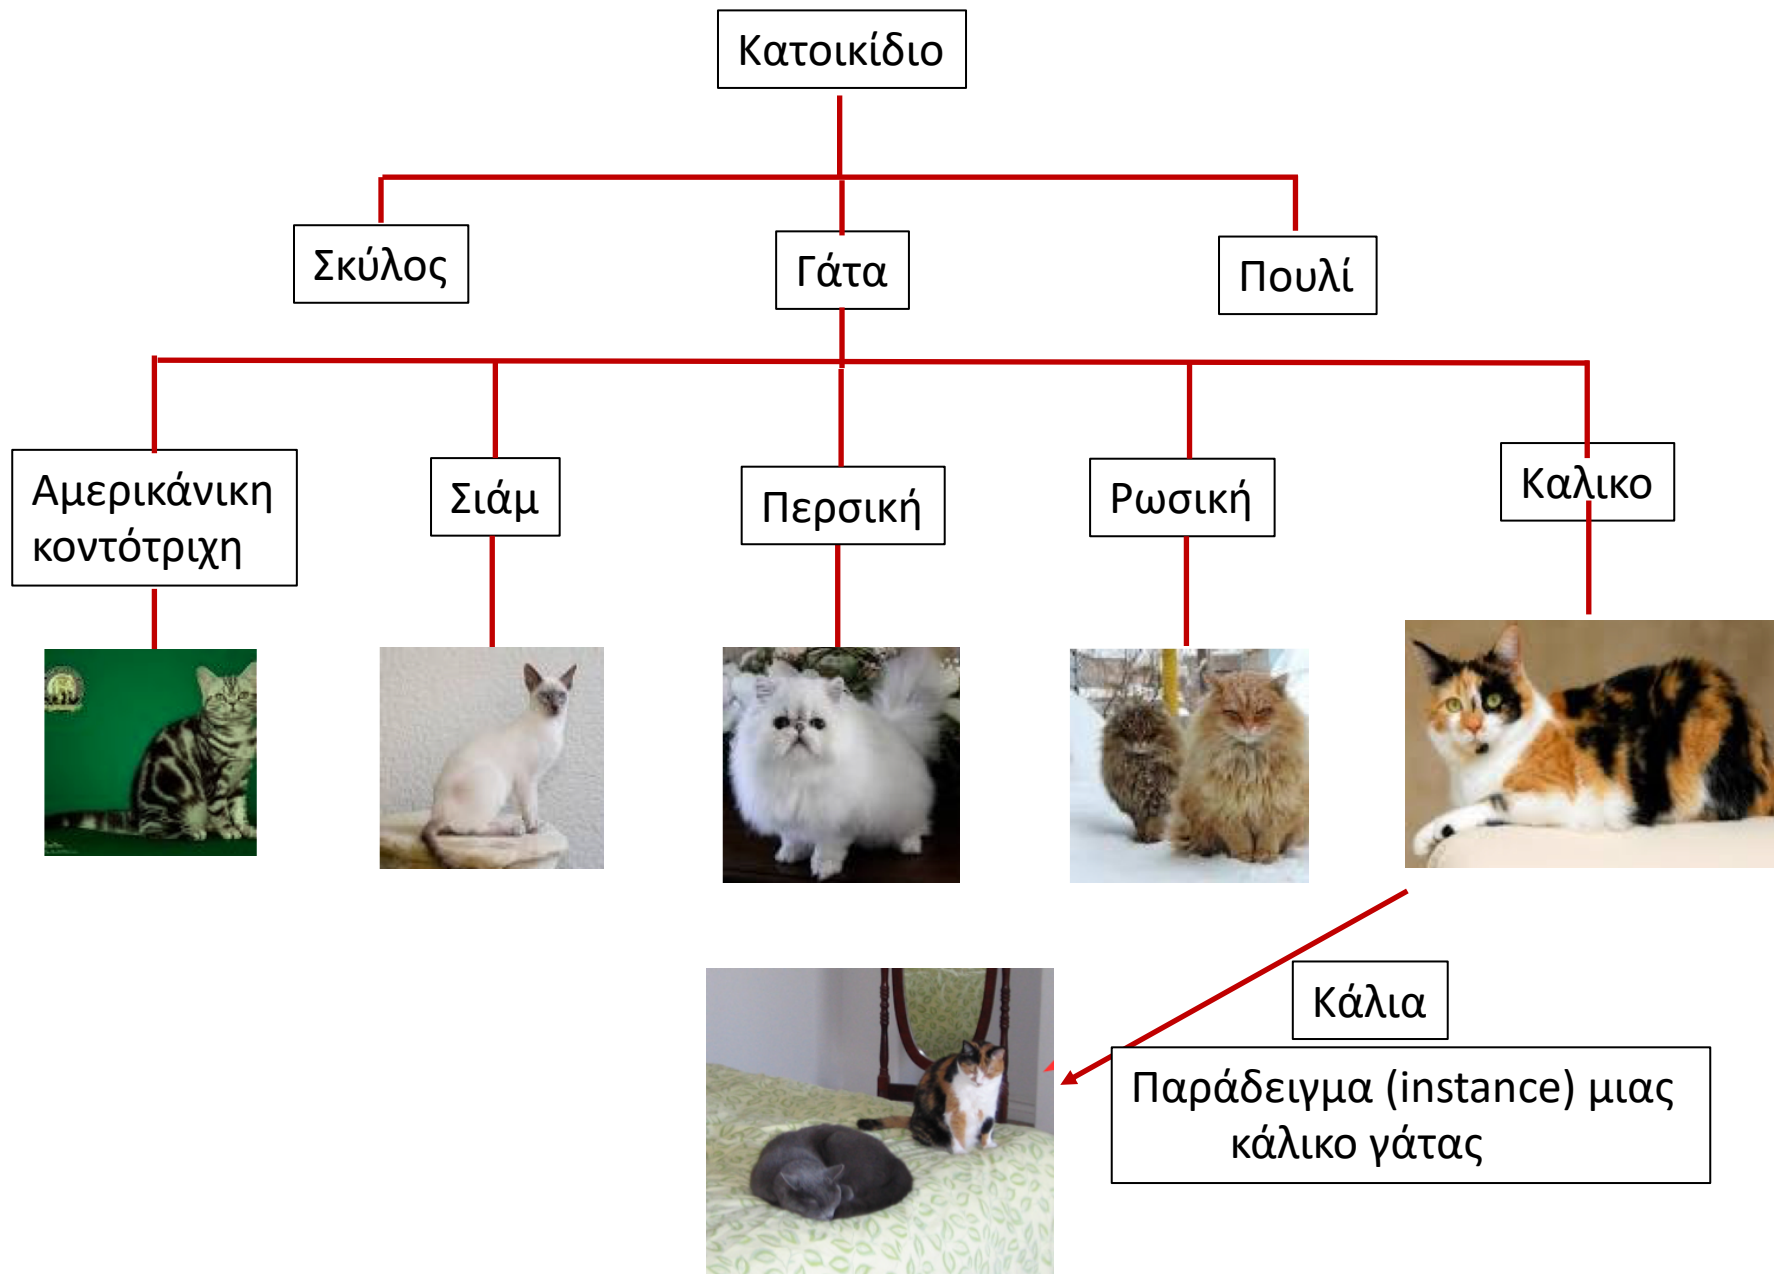 Κατοικίδιο
Σκύλος
Γάτα
Πουλί
Αμερικάνικη
κοντότριχη
Σιάμ
Περσική
Ρωσική
Καλικο
Κάλια
Παράδειγμα (instance) μιας
κάλικο γάτας